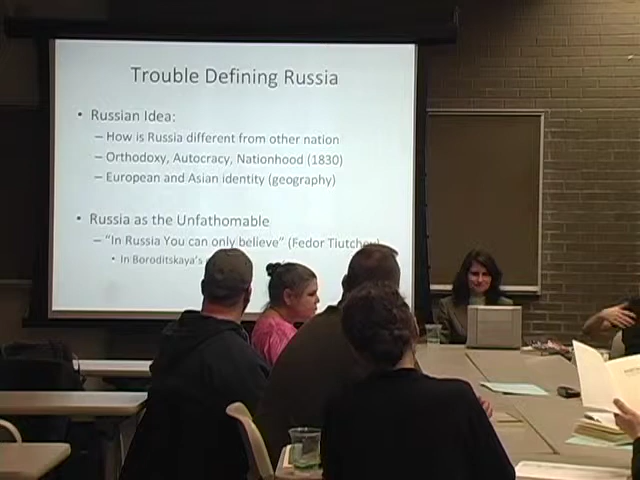 Trouble Defining Russia
• Russian Idea:
– How is Russia different from other nation
– Orthodoxy, Autocracy, Nationhood (1830)
– European and Asian identity (geography)
• Russia as the Unfathomable
– "In Russia You can only believe" (Fedor Tiutchev)
• In Boroditskaya's